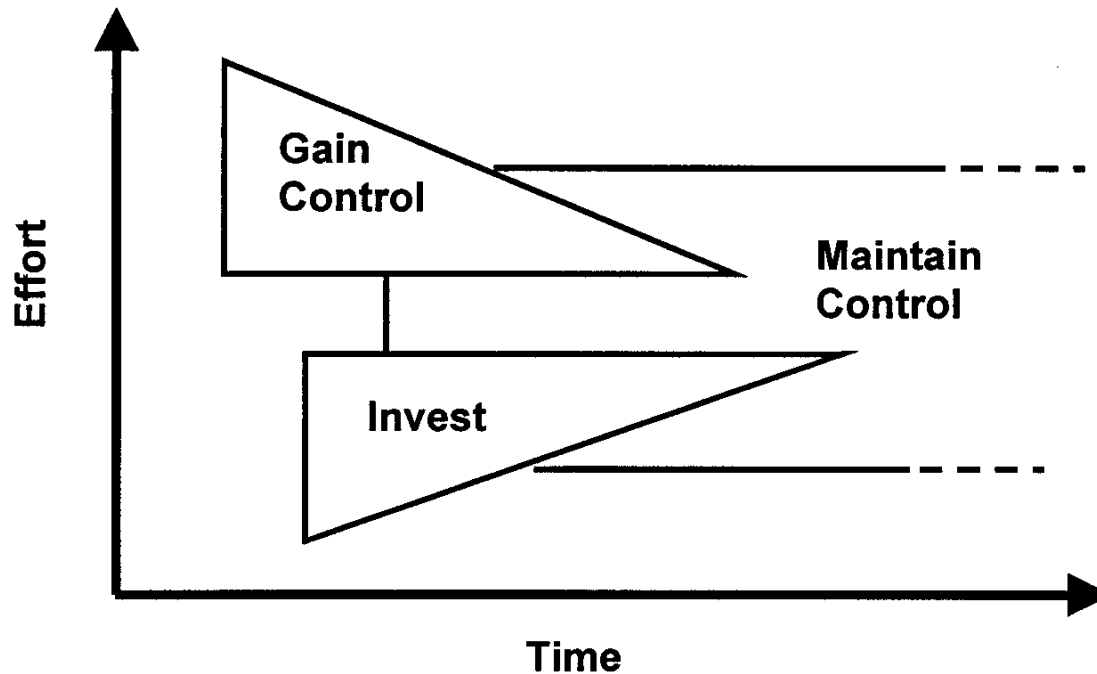 Gain
Control
Effort
Maintain
Control
Invest
Time